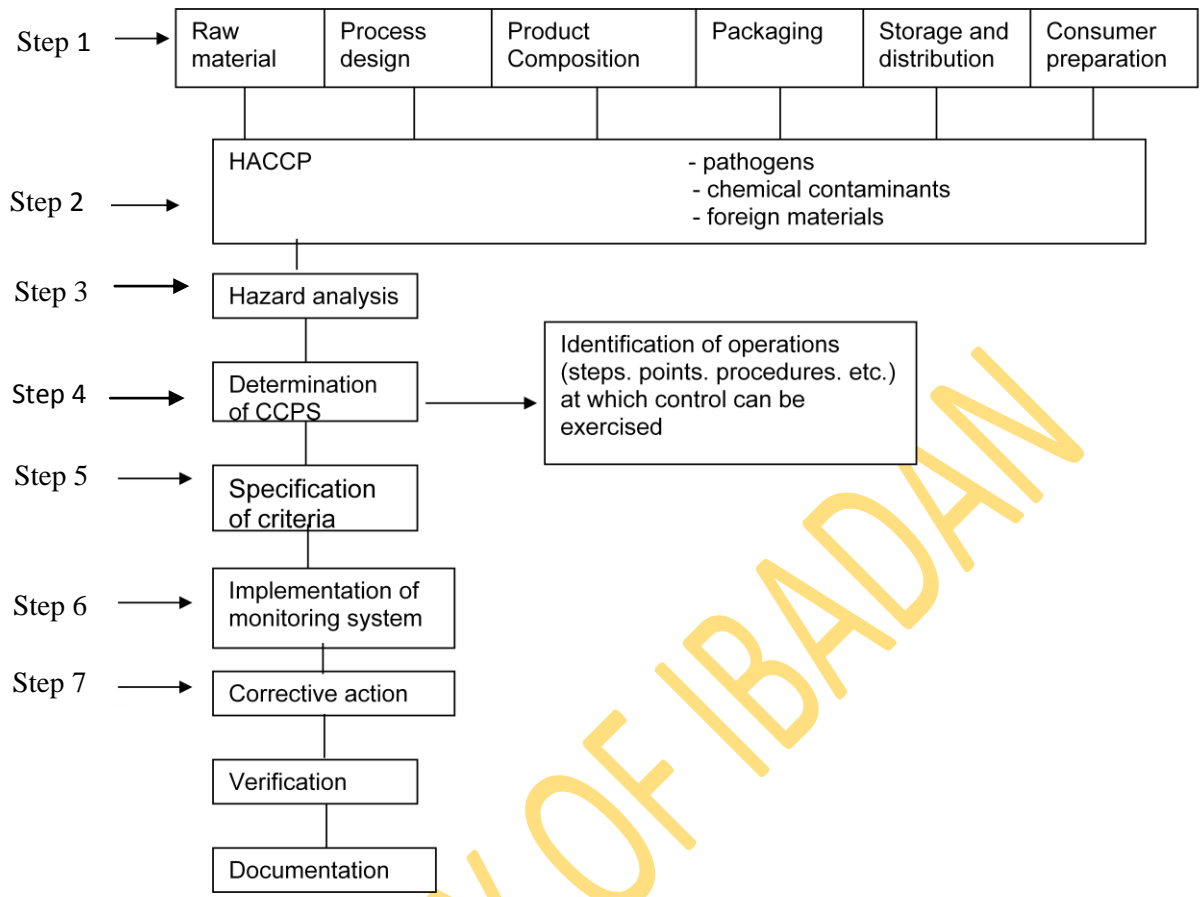 Step 1
Raw
material
Process
design
Product
Composition
Packaging
Storage and
distribution
Consumer
preparation
Step 2
HACCP
- pathogens
- chemical contaminants
- foreign materials
Step 3
Hazard analysis
Step 4
Determination
of CCPS
Identification of operations
(steps. points. procedures. etc.)
at which control can be
exercised
Step 5
Specification
of criteria
Step 6
Implementation of
monitoring system
Step 7
Corrective action
Verification
Documentation
OF IBADAN